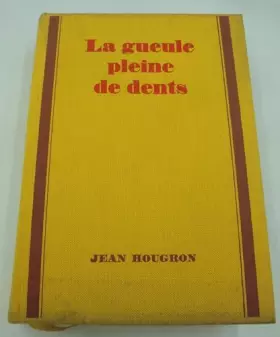 La gueule
pleine
de dents
JEAN HOUGRON